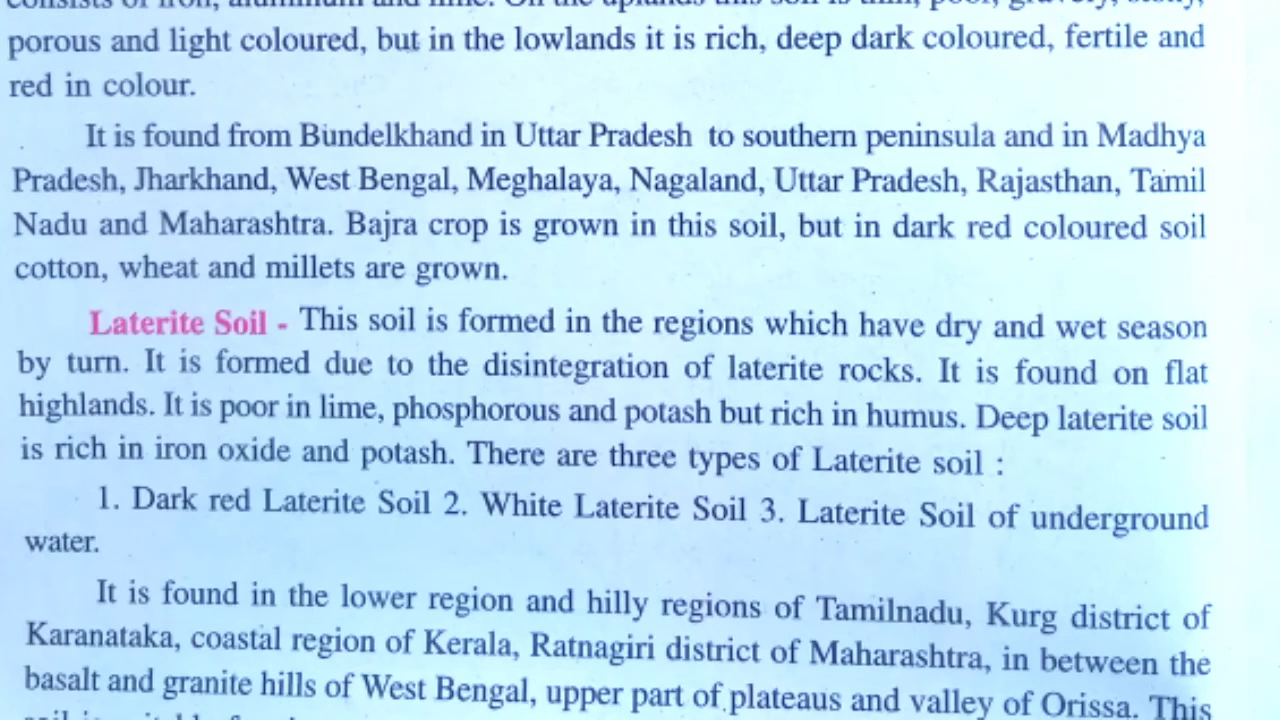 consists of iron, aluminum and lime. On the uplands this soil is thin, poor, gravely, stony,
porous and light coloured, but in the lowlands it is rich, deep dark coloured, fertile and
red in colour.
It is found from Bundelkhand in Uttar Pradesh to southern peninsula and in Madhya
Pradesh, Jharkhand, West Bengal, Meghalaya, Nagaland, Uttar Pradesh, Rajasthan, Tamil
Nadu and Maharashtra. Bajra crop is grown in this soil, but in dark red coloured soil
cotton, wheat and millets are grown.
Laterite Soil - This soil is formed in the regions which have dry and wet season
by turn. It is formed due to the disintegration of laterite rocks. It is found on flat
highlands. It is poor in lime, phosphorous and potash but rich in humus. Deep laterite soil
is rich in iron oxide and potash. There are three types of Laterite soil :
1. Dark red Laterite Soil 2. White Laterite Soil 3. Laterite Soil of underground
water.
It is found in the lower region and hilly regions of Tamilnadu, Kurg district of
Karanataka, coastal region of Kerala, Ratnagiri district of Maharashtra, in between the
basalt and granite hills of West Bengal, upper part of plateaus and valley of Orissa. This